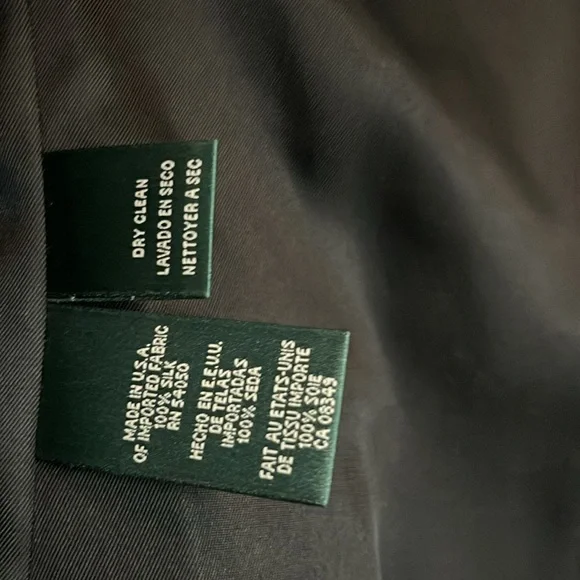 DRY CLEAN
LAVADO EN SECO
NETTOYER A SEC
MADE IN U.S.A.
OF IMPORTED FABRIC
100% SILK
RN 54050
HECHO EN E.E.U.U.
DE TELAS
IMPORTADAS
100% SEDA
FAIT AU ETATS-UNIS
DE TISSU IMPORTE
100% SOIE
CA 08349